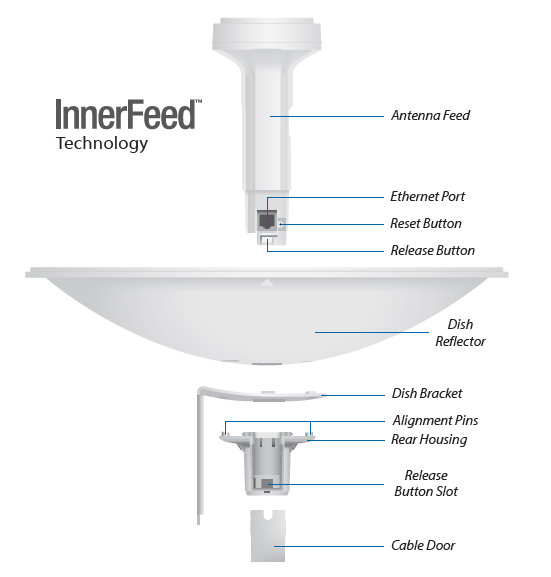 InnerFeed™
Technology
Antenna Feed
Ethernet Port
Reset Button
Release Button
Dish
Reflector
Dish Bracket
Alignment Pins
Rear Housing
Release
Button Slot
Cable Door